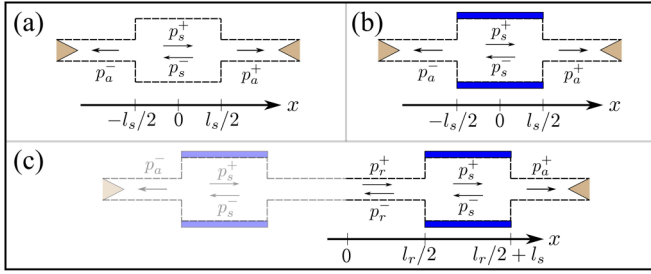 (a)
p_s^+
p_s^-
p_a^-
p_a^+
x
-l_s/2
0
l_s/2
(b)
p_s^+
p_s^-
p_a^-
p_a^+
x
-l_s/2
0
l_s/2
(c)
p_a^-
p_s^+
p_s^-
p_r^+
p_r^-
p_s^+
p_s^-
p_a^+
x
0
l_r/2
l_r/2 + l_s